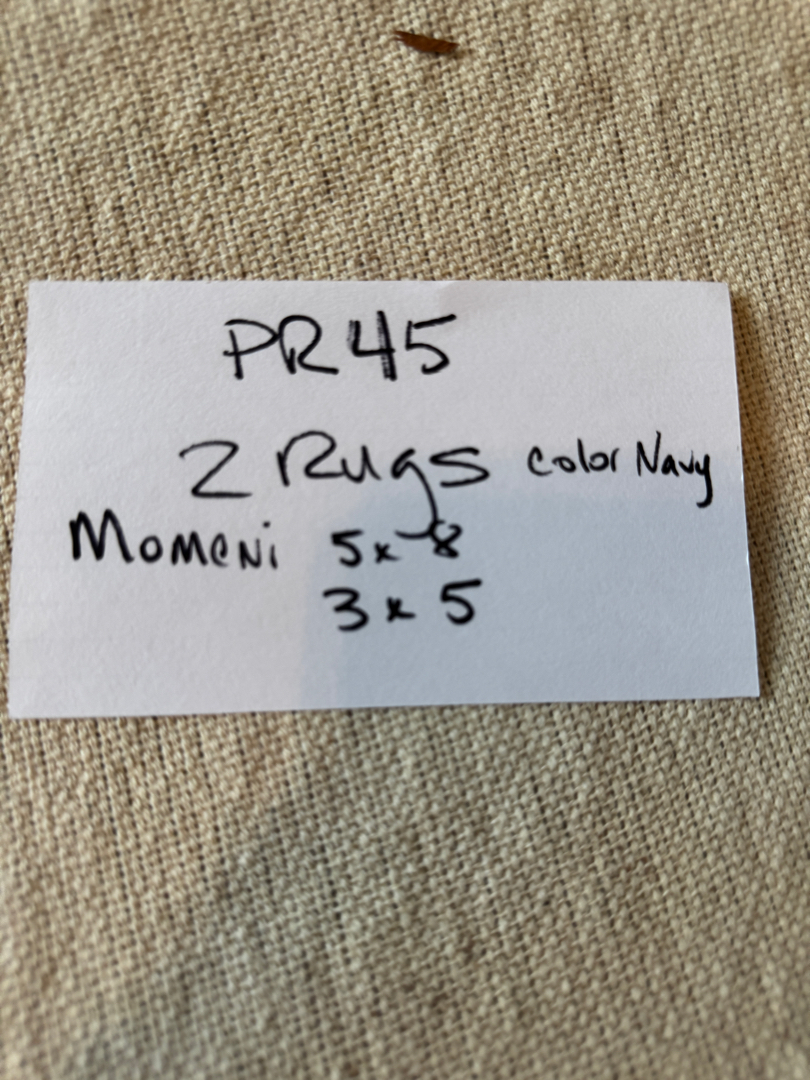 PR45
2 Rugs color Navy
Momeni 5x8
3x5